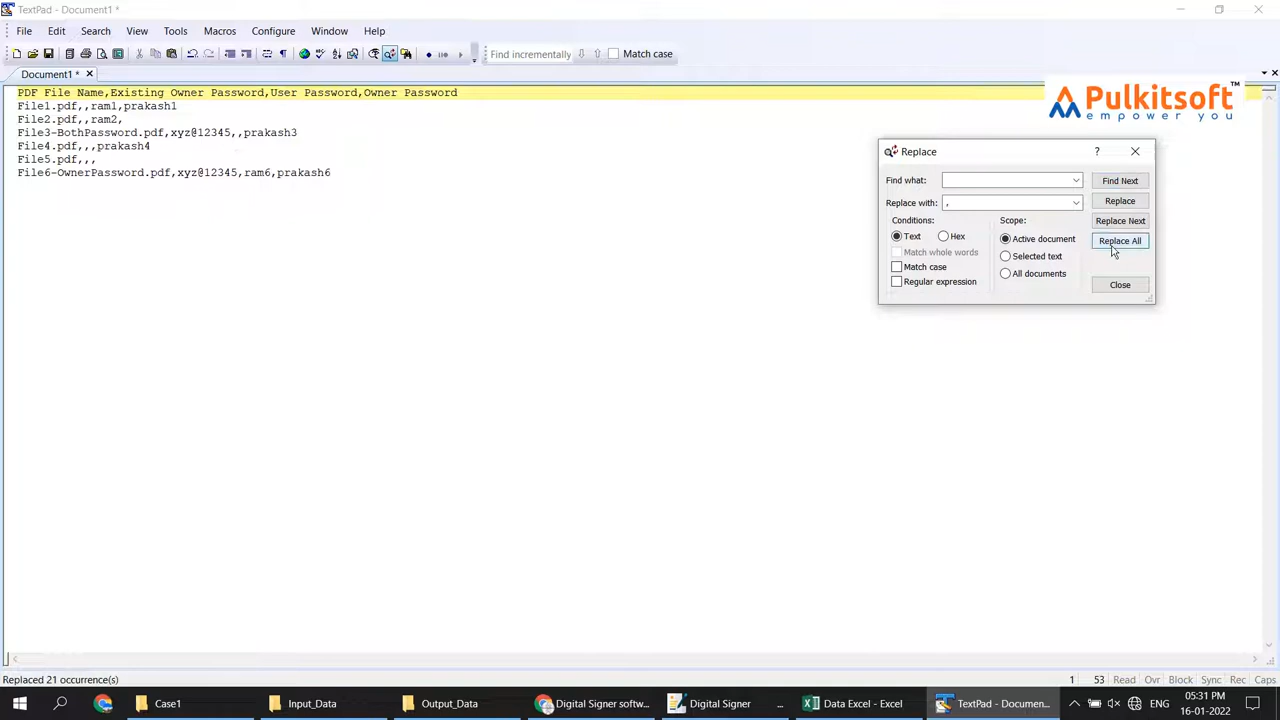 TextPad - Document1 *
File Edit Search View Tools Macros Configure Window Help
Find incrementally Match case
Document1 *
PDF File Name,Existing Owner Password,User Password,Owner Password
File1.pdf,,ram1,prakash1
File2.pdf,,ram2,
File3-BothPassword.pdf,xyz@12345,,prakash3
File4.pdf,,,prakash4
File5.pdf,,,
File6-OwnerPassword.pdf,xyz@12345,ram6,prakash6
Pulkitsoft™
empower you
Replace ?
Find what: Find Next
Replace with: , Replace
Conditions: Scope: Replace Next
Text Hex Active document Replace All
Match whole words Selected text
Match case All documents
Regular expression Close
Replaced 21 occurrence(s) 1 53 Read Ovr Block Sync Rec Caps
Case1 Input_Data Output_Data Digital Signer softw... Digital Signer ... Data Excel - Excel TextPad - Documen... ENG 05:31 PM
16-01-2022